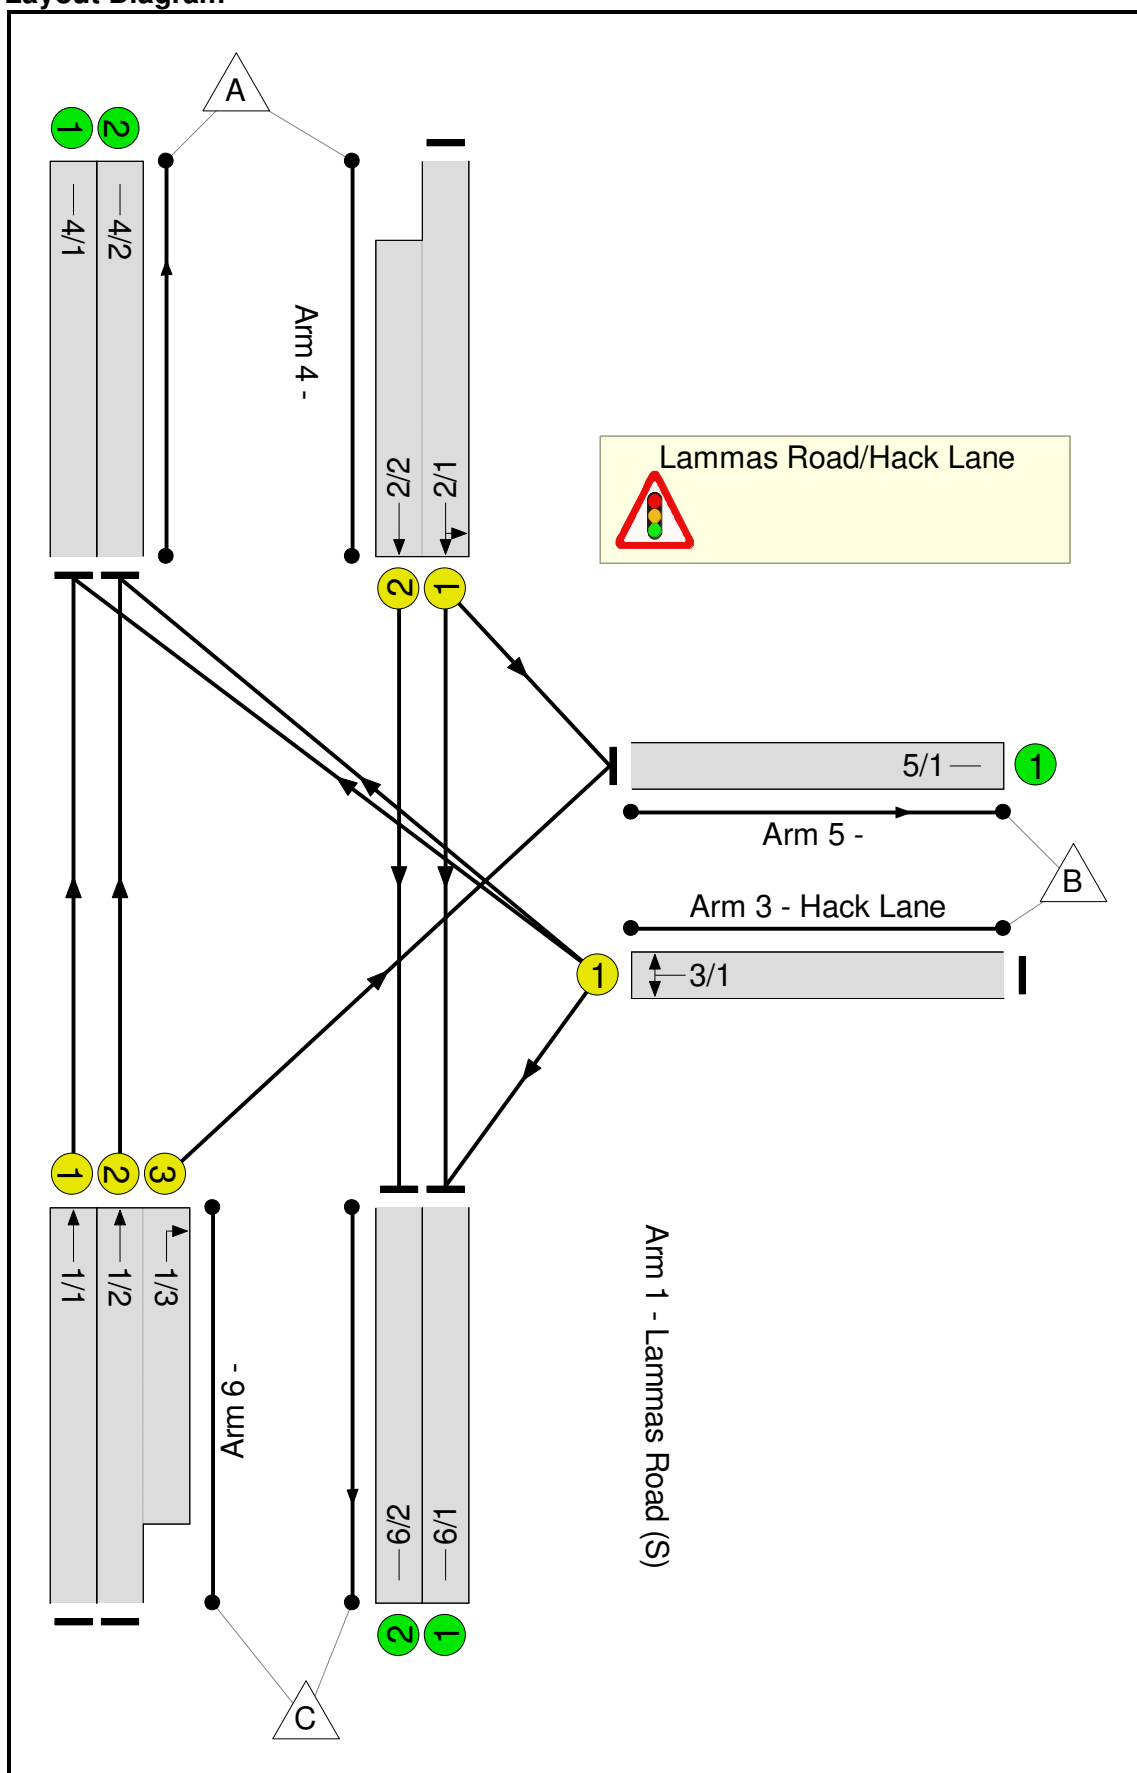 Layout Diagram
A
1
2
4/1
4/2
Arm 4 -
2/2
2/1
Lammas Road/Hack Lane
2
1
5/1
1
Arm 5 -
B
Arm 3 - Hack Lane
1
3/1
1
2
3
1/1
1/2
1/3
Arm 6 -
6/2
6/1
Arm 1 - Lammas Road (S)
2
1
C